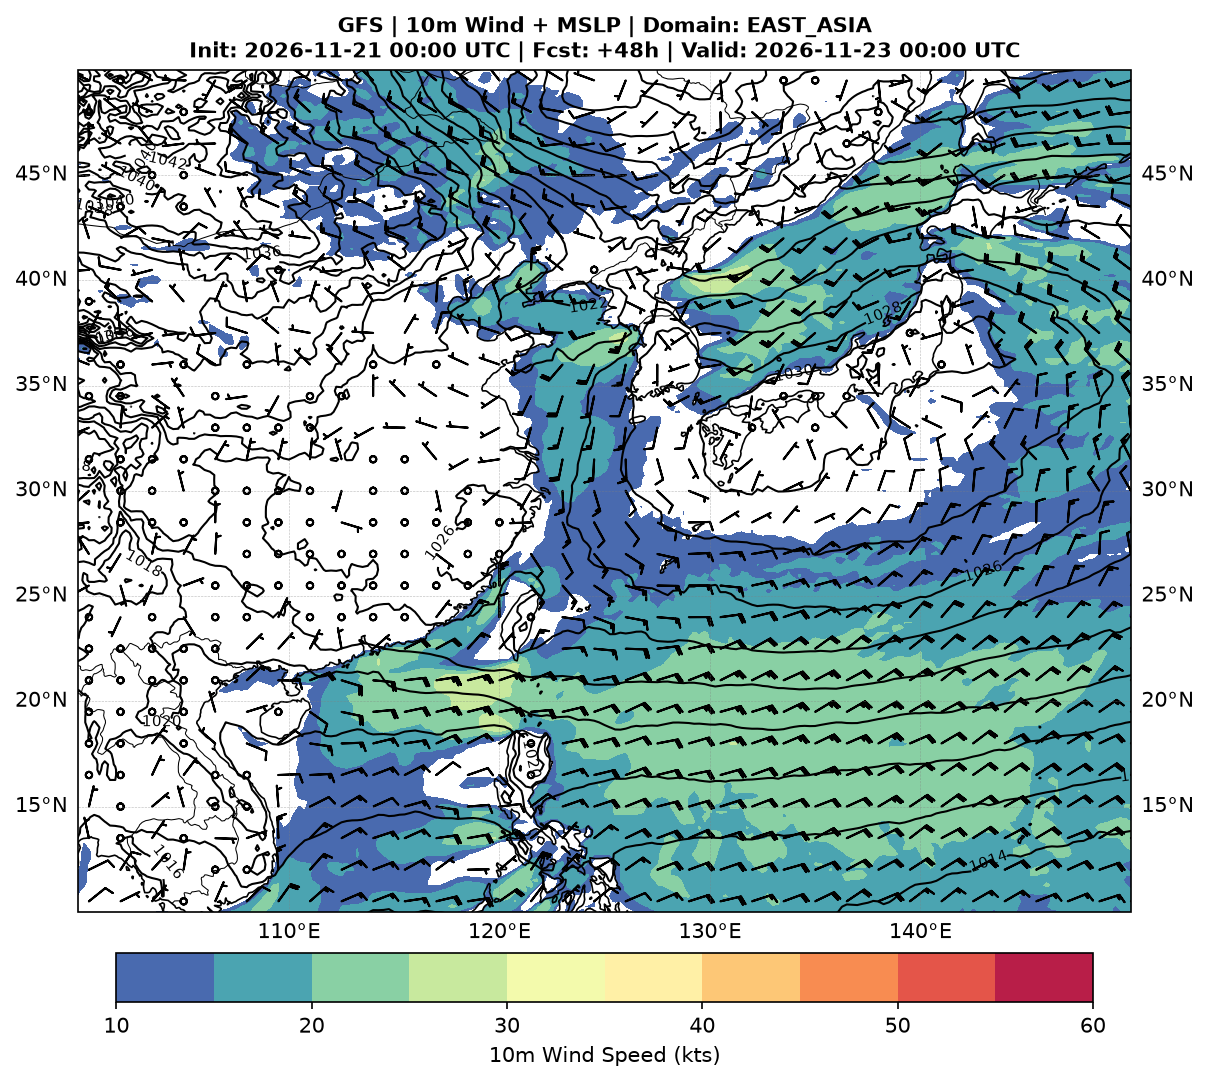 GFS | 10m Wind + MSLP | Domain: EAST_ASIA
Init: 2026-11-21 00:00 UTC | Fcst: +48h | Valid: 2026-11-23 00:00 UTC
1042
1040
1036
45°N
45°N
40°N
40°N
1022
1028
35°N
35°N
1030
30°N
30°N
1026
1018
1026
25°N
25°N
20°N
20°N
1020
15°N
15°N
1016
1014
110°E
120°E
130°E
140°E
10
20
30
40
50
60
10m Wind Speed (kts)